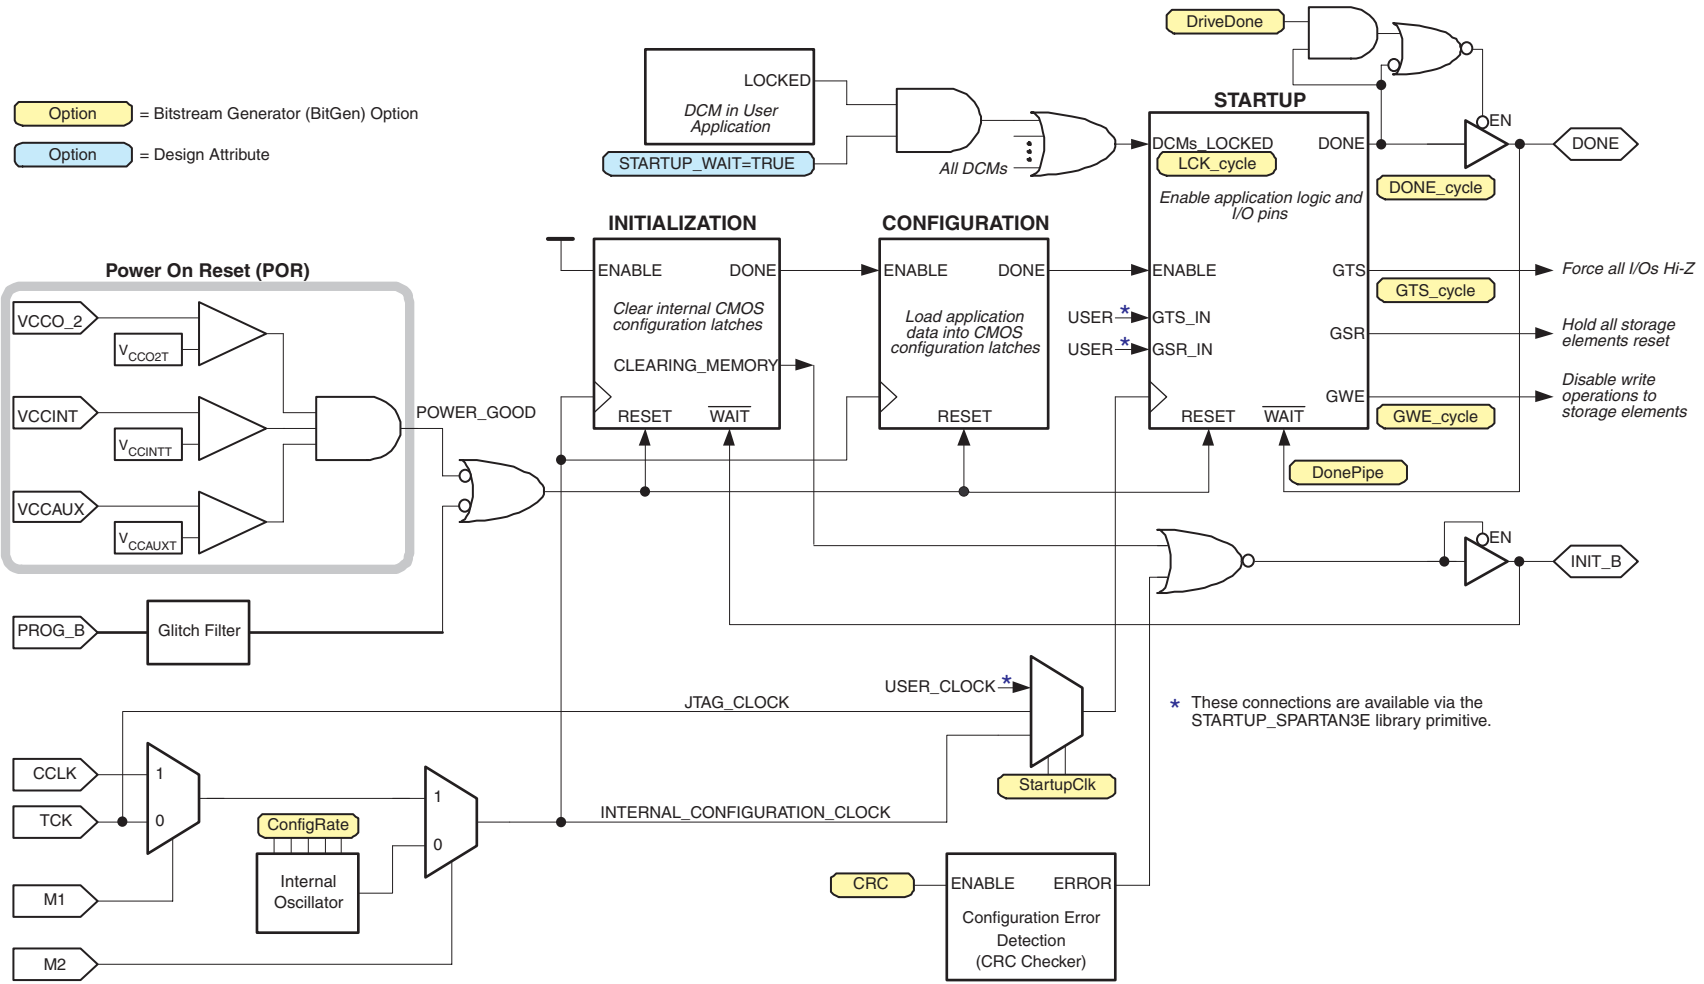 DriveDone
Option = Bitstream Generator (BitGen) Option
Option = Design Attribute
LOCKED
DCM in User
Application
STARTUP_WAIT=TRUE
All DCMs
STARTUP
DCMs_LOCKED
LCK_cycle
DONE
Enable application logic and
I/O pins
EN
DONE
DONE_cycle
INITIALIZATION
ENABLE
DONE
Clear internal CMOS
configuration latches
CLEARING_MEMORY
RESET
WAIT
CONFIGURATION
ENABLE
DONE
Load application
data into CMOS
configuration latches
RESET
ENABLE
USER * GTS_IN
USER * GSR_IN
GTS
GTS_cycle
GSR
GWE
GWE_cycle
RESET
WAIT
DonePipe
Force all I/Os Hi-Z
Hold all storage
elements reset
Disable write
operations to
storage elements
Power On Reset (POR)
VCCO_2
VCCO2T
VCCINT
VCCINTT
VCCAUX
VCCAUXT
POWER_GOOD
PROG_B
Glitch Filter
EN
INIT_B
USER_CLOCK *
JTAG_CLOCK
* These connections are available via the
STARTUP_SPARTAN3E library primitive.
StartupClk
CCLK
TCK
1
0
ConfigRate
Internal
Oscillator
1
0
INTERNAL_CONFIGURATION_CLOCK
M1
M2
CRC
ENABLE
ERROR
Configuration Error
Detection
(CRC Checker)